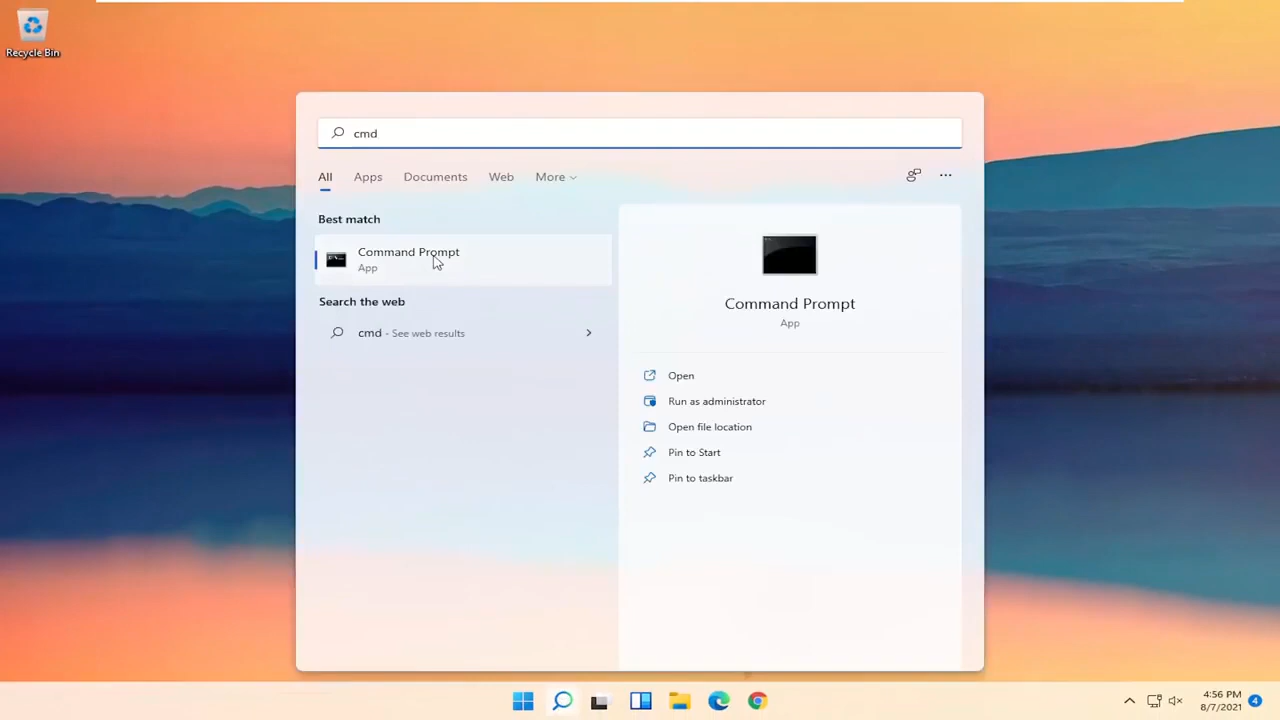 Recycle Bin
cmd
All Apps Documents Web More
Best match
Command Prompt
App
Search the web
cmd - See web results
Command Prompt
App
Open
Run as administrator
Open file location
Pin to Start
Pin to taskbar
4:56 PM
8/7/2021
4